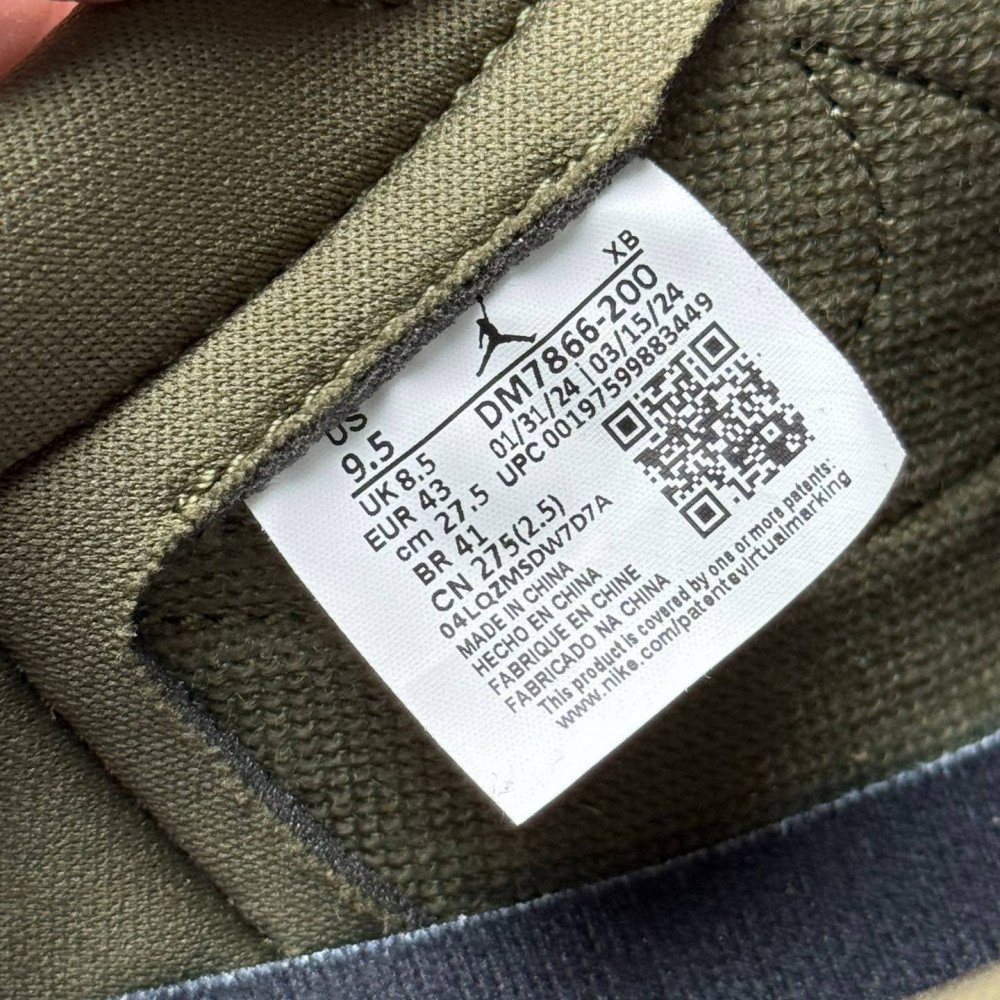 XB
US
9.5
DM7866-200
UK 8.5
01/31/24 | 03/15/24
EUR 43
UPC 00197599883449
cm 27.5
BR 41
CN 275(2.5)
04LQZMSDW7D7A
MADE IN CHINA
HECHO EN CHINA
FABRIQUE EN CHINE
FABRICADO NA CHINA
This product is covered by one or more patents:
www.nike.com/patentsvirtualmarking